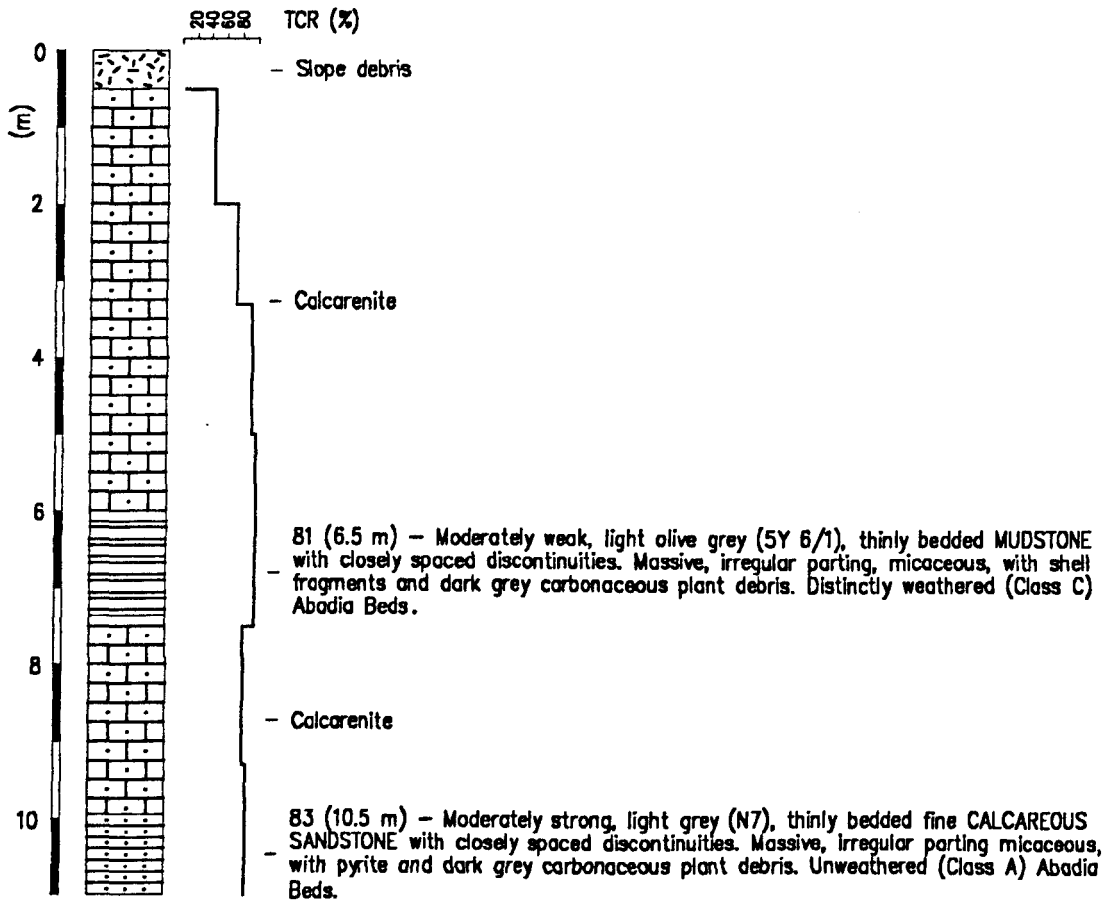 20 40 60 80 TCR (%)
0
Slope debris
(m)
2
Calcarenite
4
6
81 (6.5 m) – Moderately weak, light olive grey (5Y 6/1), thinly bedded MUDSTONE
with closely spaced discontinuities. Massive, irregular parting, micaceous, with shell
fragments and dark grey carbonaceous plant debris. Distinctly weathered (Class C)
Abadia Beds.
8
Calcarenite
10
83 (10.5 m) – Moderately strong, light grey (N7), thinly bedded fine CALCAREOUS
SANDSTONE with closely spaced discontinuities. Massive, irregular parting micaceous,
with pyrite and dark grey carbonaceous plant debris. Unweathered (Class A) Abadia
Beds.